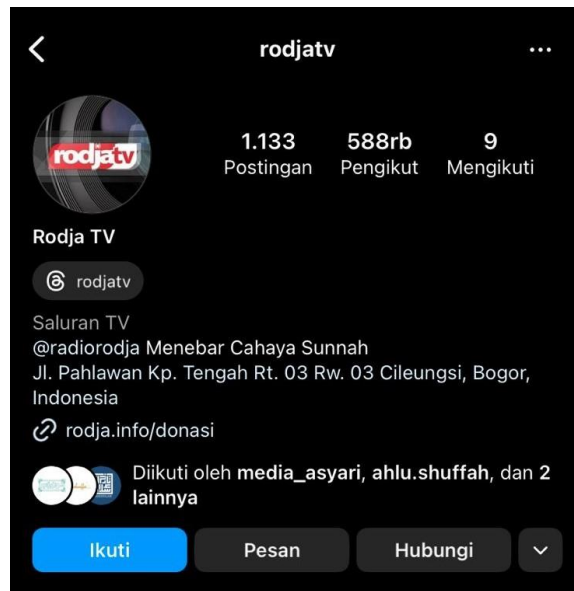 rodjatv
rodjatv
1.133 588rb 9
Postingan Pengikut Mengikuti
Rodja TV
rodjatv
Saluran TV
@radiorodja Menebar Cahaya Sunnah
Jl. Pahlawan Kp. Tengah Rt. 03 Rw. 03 Cileungsi, Bogor,
Indonesia
rodja.info/donasi
Diikuti oleh media_asyari, ahlu.shuffah, dan 2
lainnya
Ikuti Pesan Hubungi